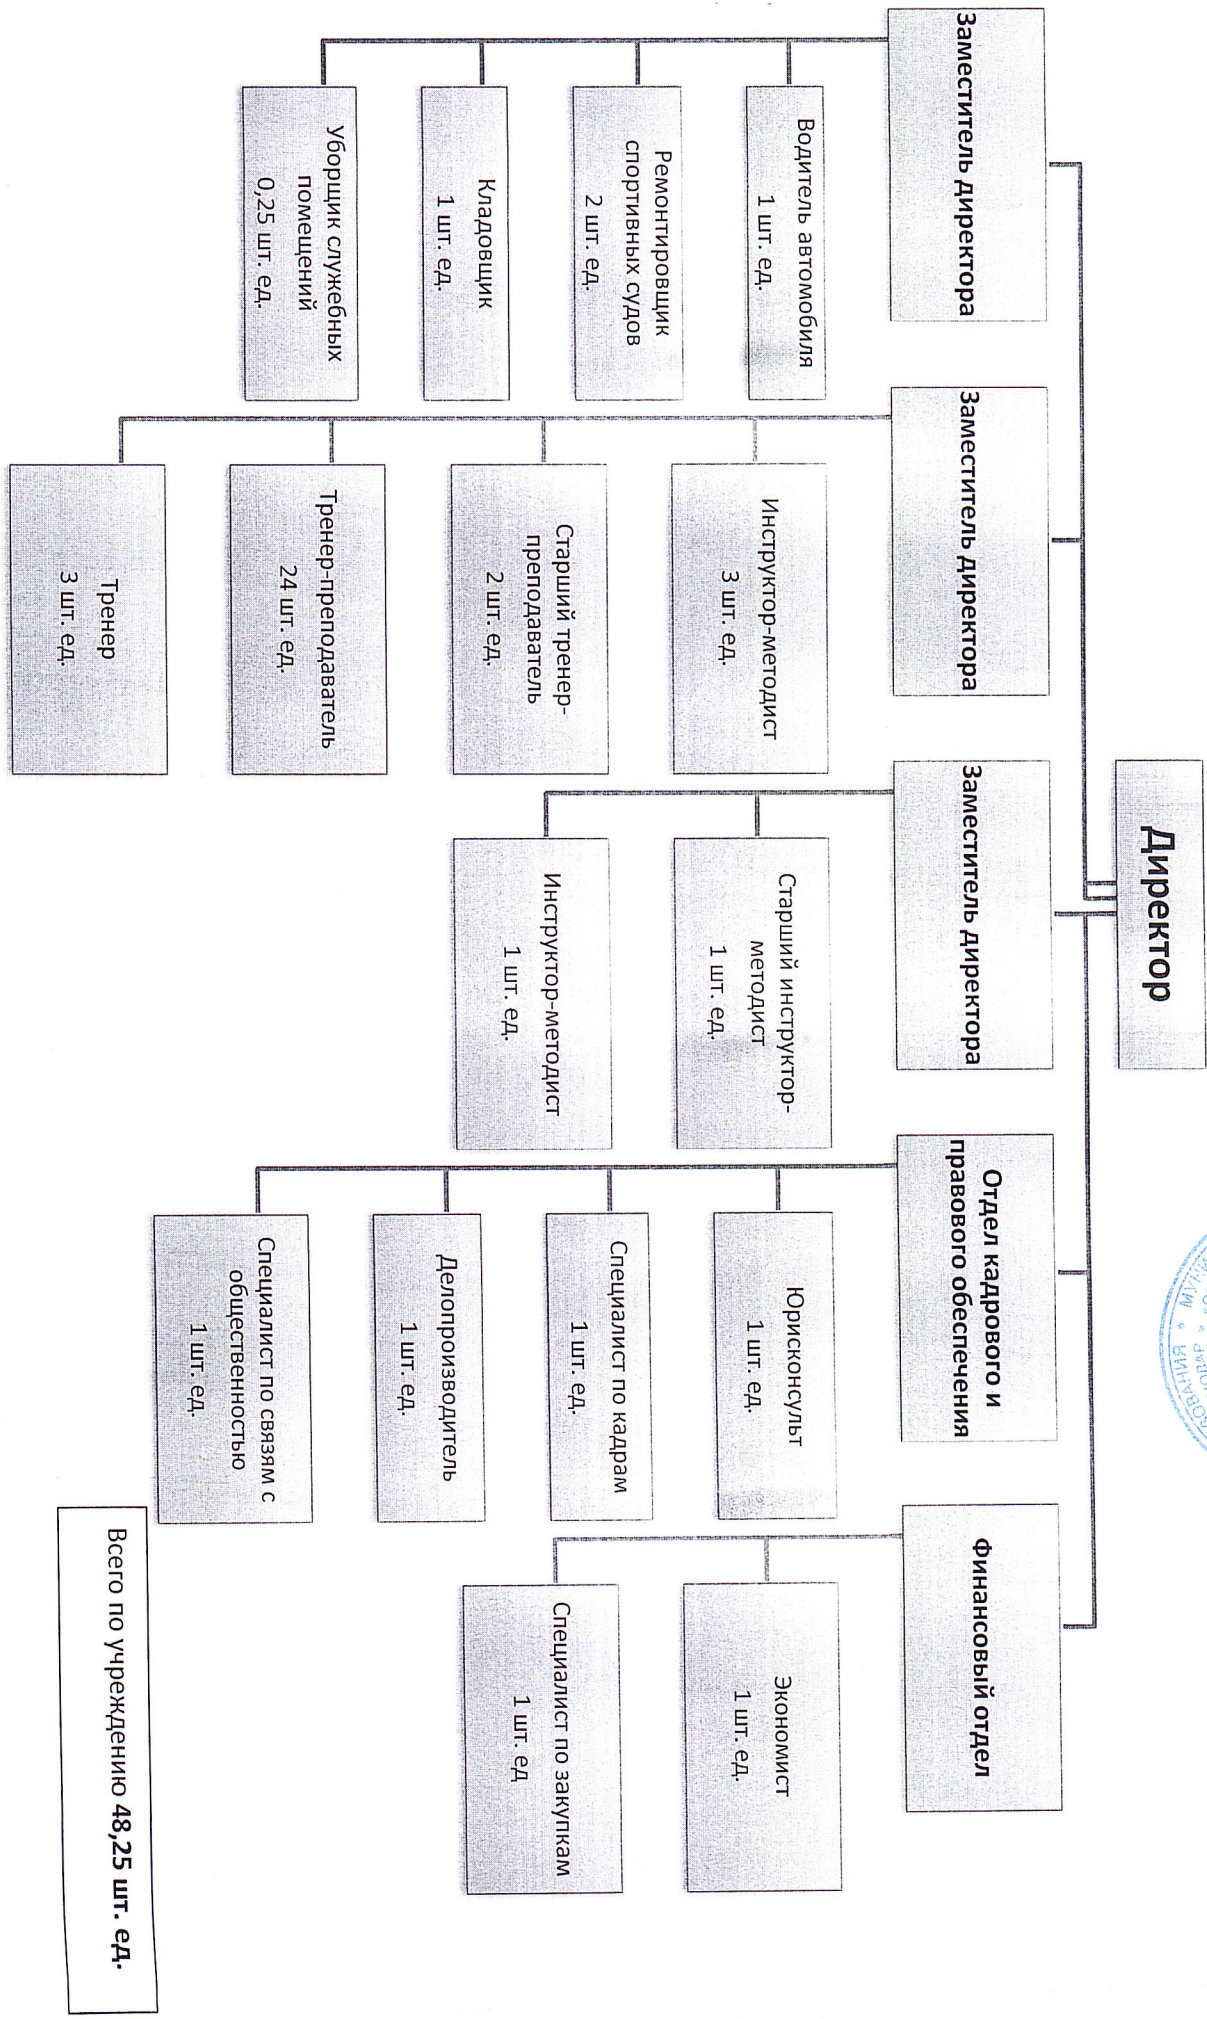 Директор
Заместитель директора
Водитель автомобиля
1 шт. ед.
Ремонтировщик
спортивных судов
2 шт. ед.
Кладовщик
1 шт. ед.
Уборщик служебных
помещений
0,25 шт. ед.
Заместитель директора
Инструктор-методист
3 шт. ед.
Старший тренер-
преподаватель
2 шт. ед.
Тренер-преподаватель
24 шт. ед.
Тренер
3 шт. ед.
Заместитель директора
Старший инструктор-
методист
1 шт. ед.
Инструктор-методист
1 шт. ед.
Отдел кадрового и
правового обеспечения
Юрисконсульт
1 шт. ед.
Специалист по кадрам
1 шт. ед.
Делопроизводитель
1 шт. ед.
Специалист по связям с
общественностью
1 шт. ед.
Финансовый отдел
Экономист
1 шт. ед.
Специалист по закупкам
1 шт. ед
Всего по учреждению 48,25 шт. ед.